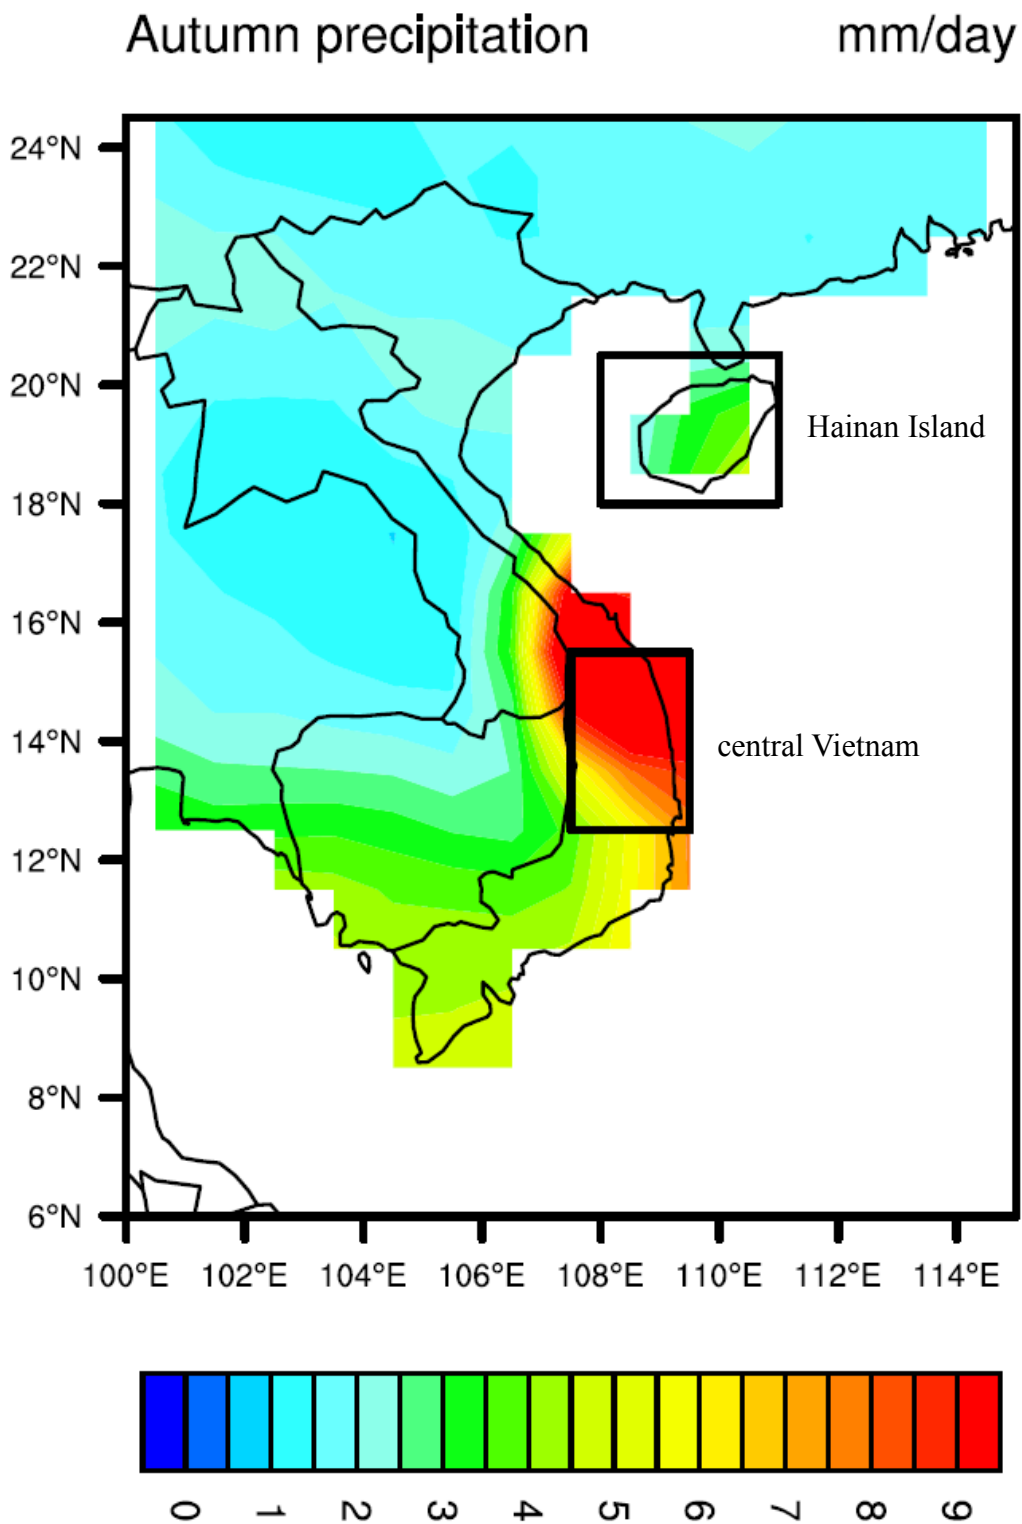 Autumn precipitation mm/day
24°N
22°N
20°N
Hainan Island
18°N
16°N
14°N
central Vietnam
12°N
10°N
8°N
6°N
100°E 102°E 104°E 106°E 108°E 110°E 112°E 114°E
0 1 2 3 4 5 6 7 8 9